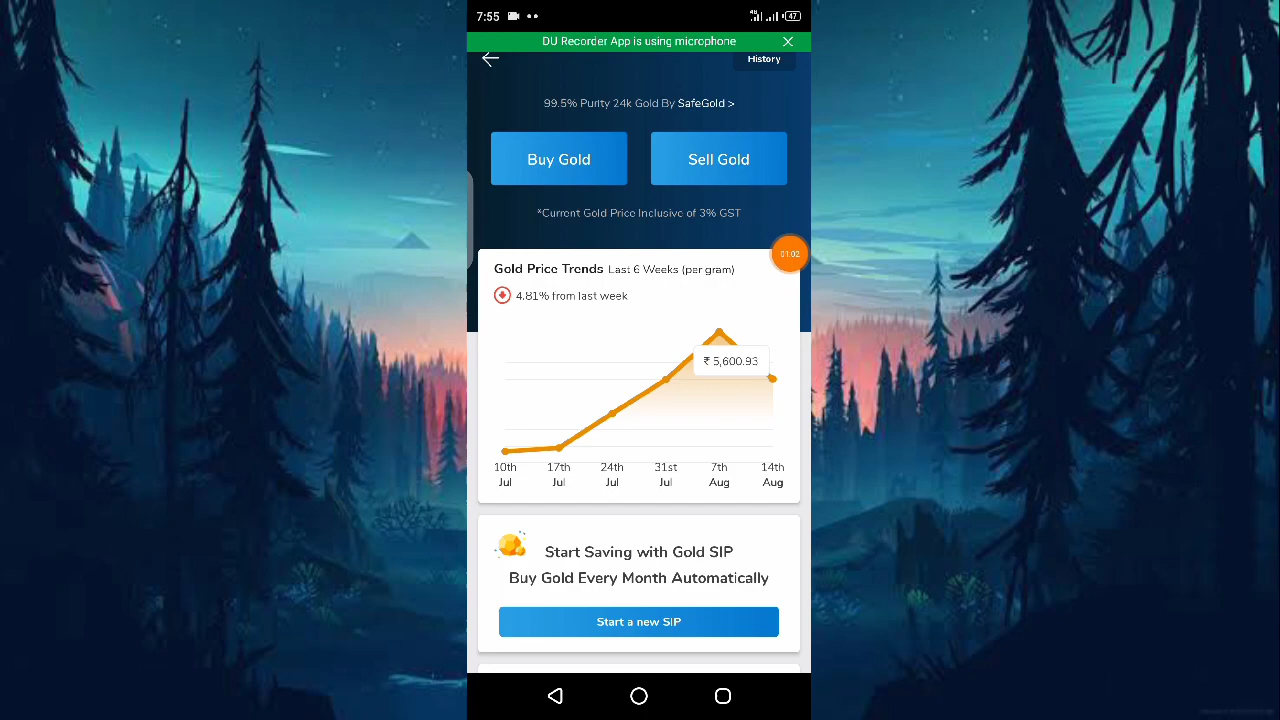 7:55
4G
47
DU Recorder App is using microphone
History
99.5% Purity 24k Gold By SafeGold >
Buy Gold
Sell Gold
*Current Gold Price Inclusive of 3% GST
01:02
Gold Price Trends Last 6 Weeks (per gram)
4.81% from last week
₹ 5,600.93
10th Jul
17th Jul
24th Jul
31st Jul
7th Aug
14th Aug
Start Saving with Gold SIP
Buy Gold Every Month Automatically
Start a new SIP